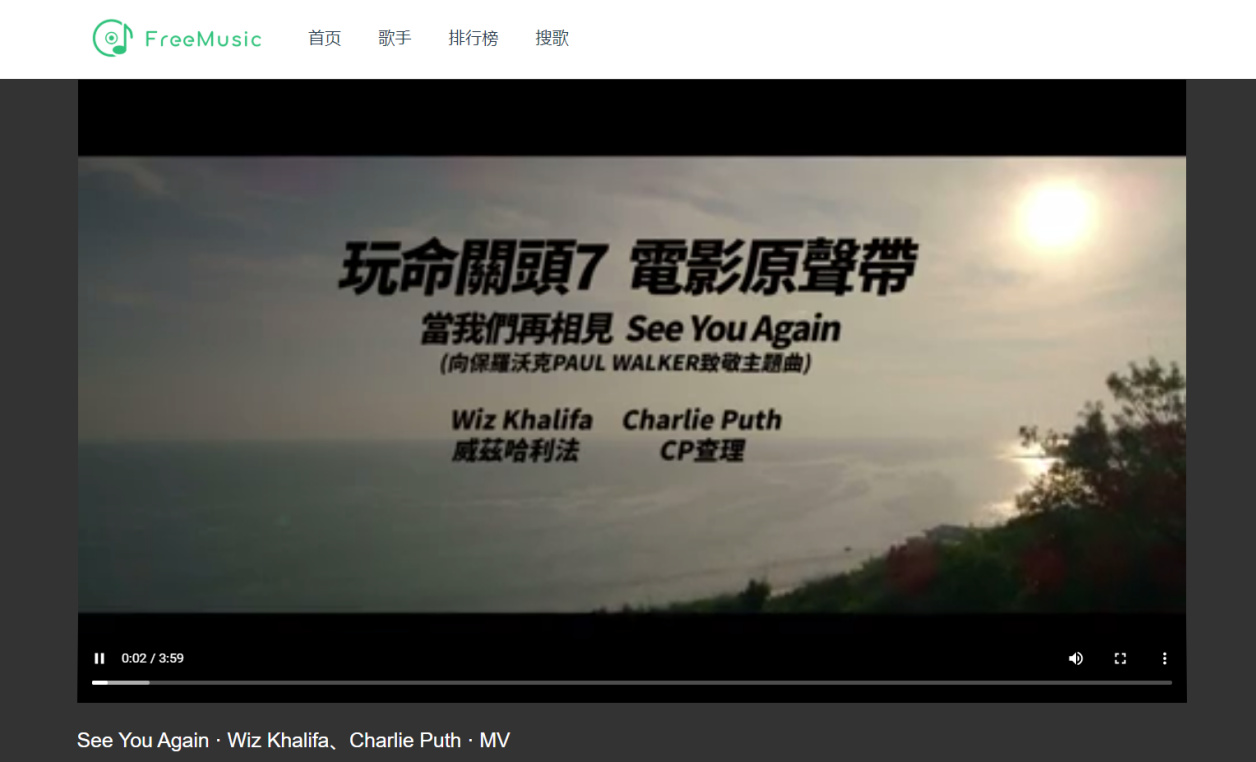 FreeMusic 首页 歌手 排行榜 搜歌
玩命關頭7 電影原聲帶
當我們再相見 See You Again
(向保羅沃克PAUL WALKER致敬主題曲)
Wiz Khalifa Charlie Puth
威茲哈利法 CP查理
0:02 / 3:59
See You Again · Wiz Khalifa、Charlie Puth · MV